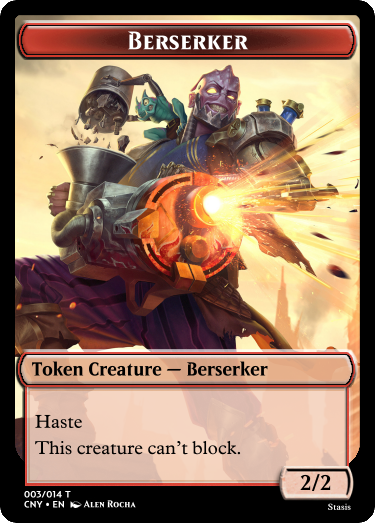 Berserker
Token Creature — Berserker
Haste
This creature can't block.
2/2
003/014 T
CNY • EN Alen Rocha
Stasis